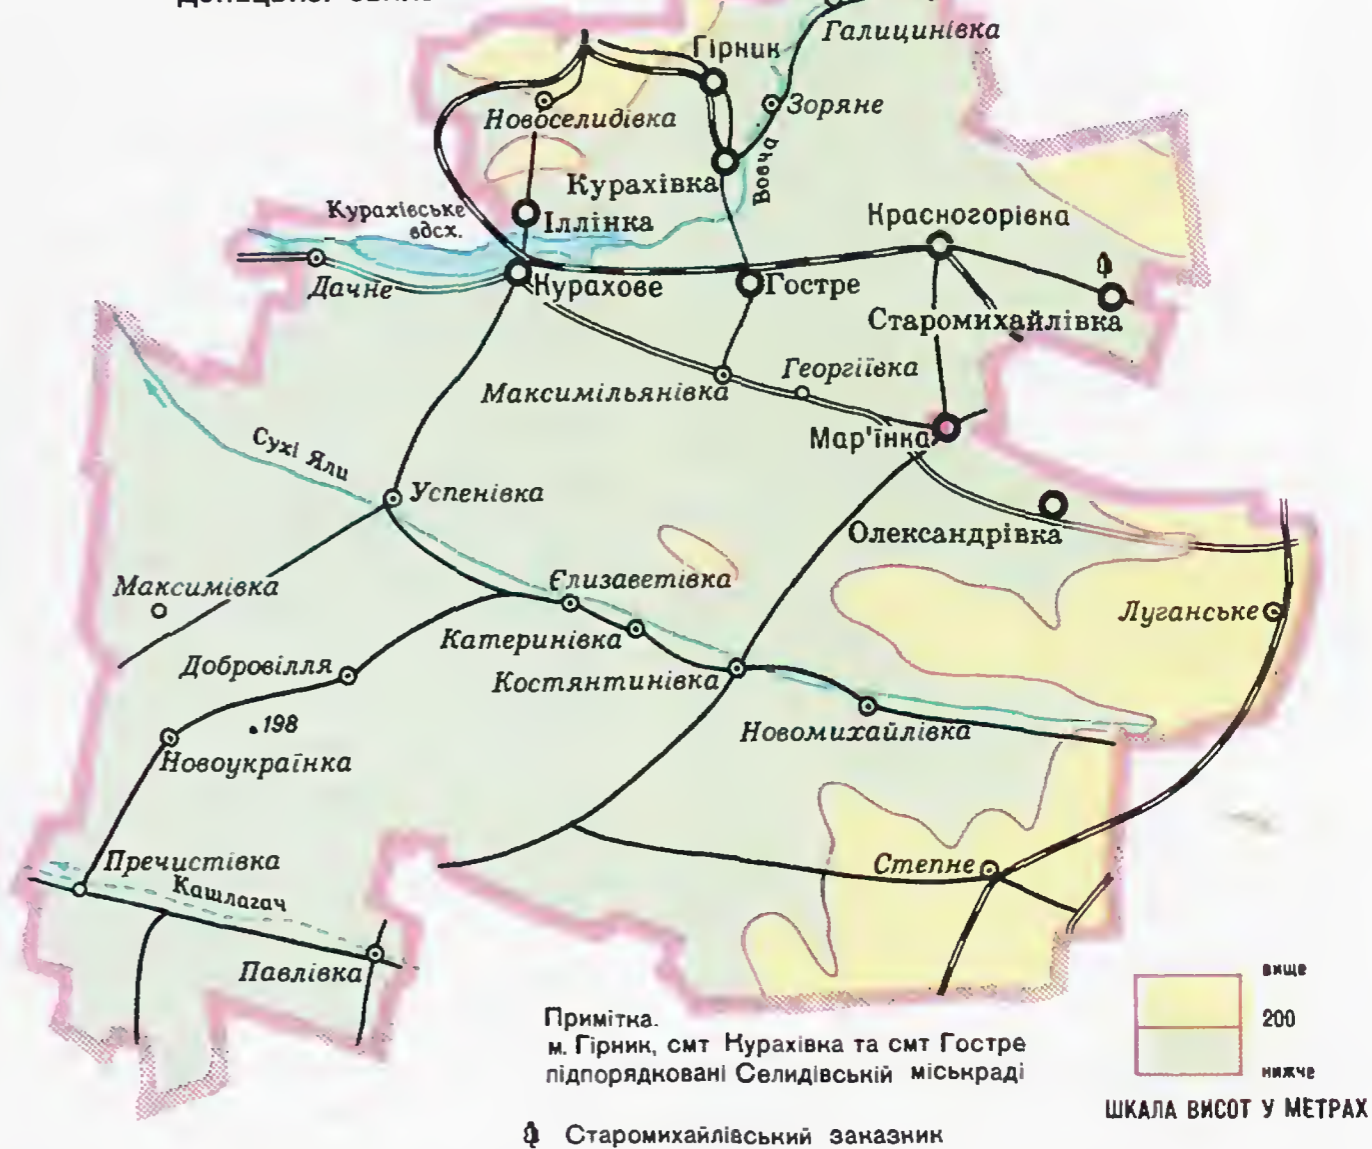 Галицинівка
Гірник
Зоряне
Новоселидівка
Вовча
Курахівка
Курахівське
вдсх.
Іллінка
Красногорівка
Дачне
Курахове
Гостре
Старомихайлівка
Георгіївка
Максимільянівка
Мар'їнка
Сухі Яли
Успенівка
Олександрівка
Єлизаветівка
Максимівка
Луганське
Катеринівка
Добровілля
Костянтинівка
.198
Новомихайлівка
Новоукраїнка
Пречистівка
Степне
Кашлагач
Павлівка
вище
200
нижче
ШКАЛА ВИСОТ У МЕТРАХ
Примітка.
м. Гірник, смт Курахівка та смт Гостре
підпорядковані Селидівській міськраді
Старомихайлівський заказник